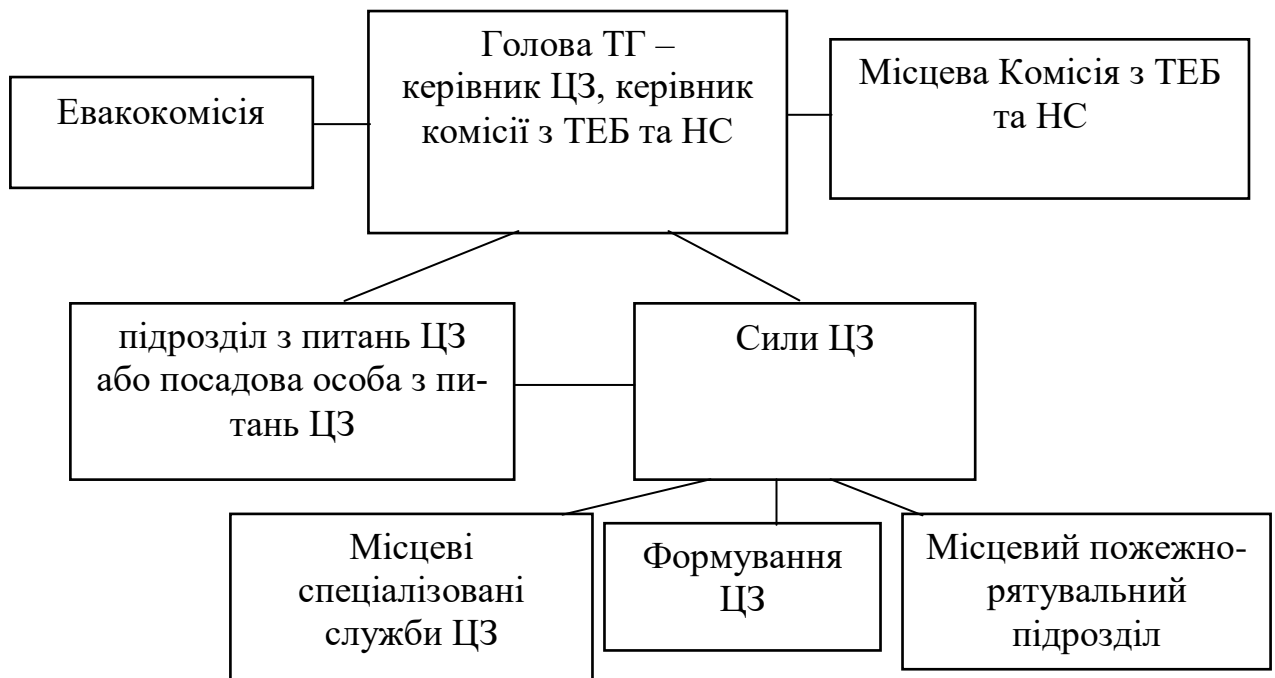 Голова ТГ –
керівник ЦЗ, керівник
комісії з ТЕБ та НС
Евакокомісія
Місцева Комісія з ТЕБ
та НС
підрозділ з питань ЦЗ
або посадова особа з пи-
тань ЦЗ
Сили ЦЗ
Місцеві
спеціалізовані
служби ЦЗ
Формування
ЦЗ
Місцевий пожежно-
рятувальний
підрозділ